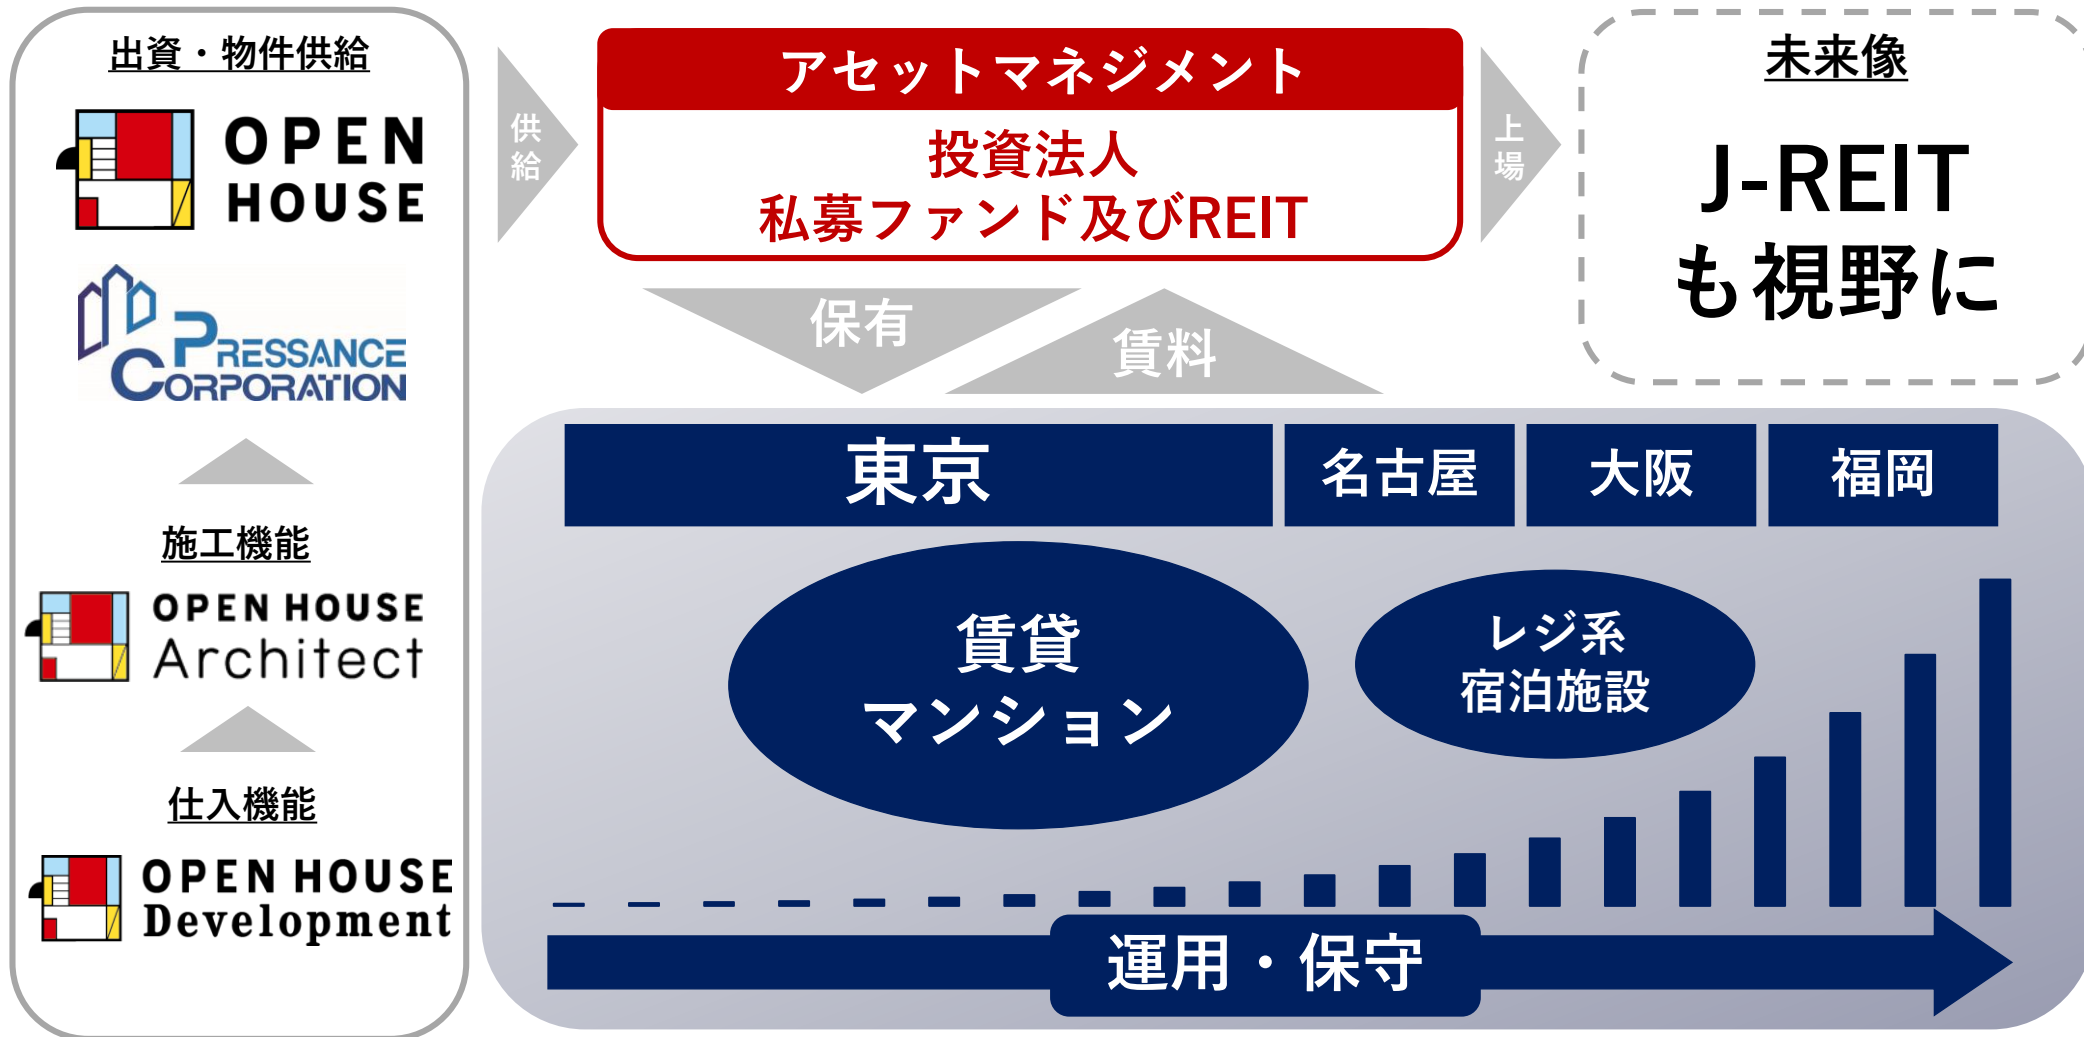 出資・物件供給
OPEN
HOUSE
PRESSANCE
CORPORATION
施工機能
OPEN HOUSE
Architect
仕入機能
OPEN HOUSE
Development
供
給
アセットマネジメント
投資法人
私募ファンド及びREIT
上
場
未来像
J-REIT
も視野に
保有
賃料
東京
名古屋
大阪
福岡
賃貸
マンション
レジ系
宿泊施設
運用・保守